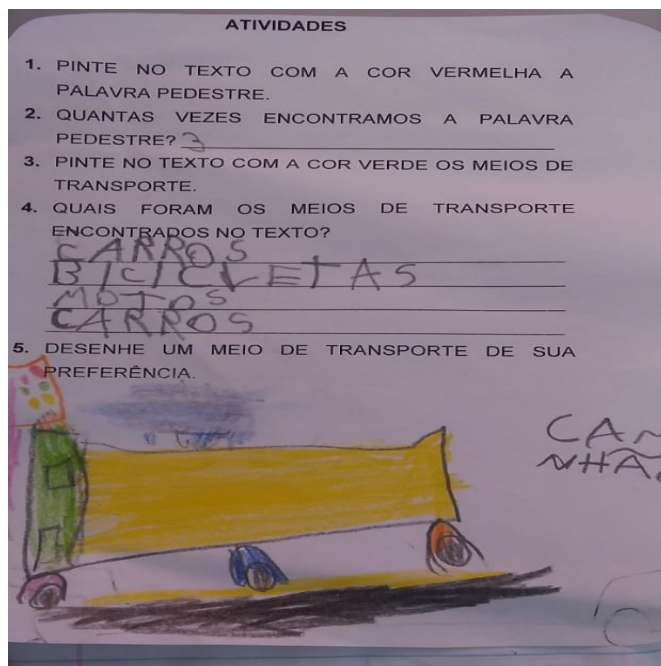 ATIVIDADES
1. PINTE NO TEXTO COM A COR VERMELHA A
PALAVRA PEDESTRE.
2. QUANTAS VEZES ENCONTRAMOS A PALAVRA
PEDESTRE? 3
3. PINTE NO TEXTO COM A COR VERDE OS MEIOS DE
TRANSPORTE.
4. QUAIS FORAM OS MEIOS DE TRANSPORTE
ENCONTRADOS NO TEXTO?
CARROS
BICICLETAS
MOTOS
CARROS
5. DESENHE UM MEIO DE TRANSPORTE DE SUA
PREFERÊNCIA.
CAM
NHÃ